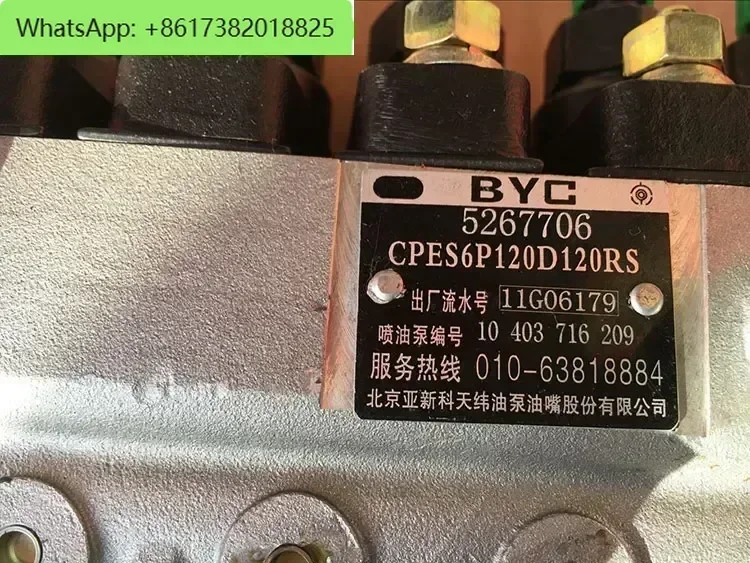 WhatsApp: +8617382018825
BYC
5267706
CPES6P120D120RS
出厂流水号 11G06179
喷油泵编号 10 403 716 209
服务热线 010-63818884
北京亚新科天纬油泵油嘴股份有限公司